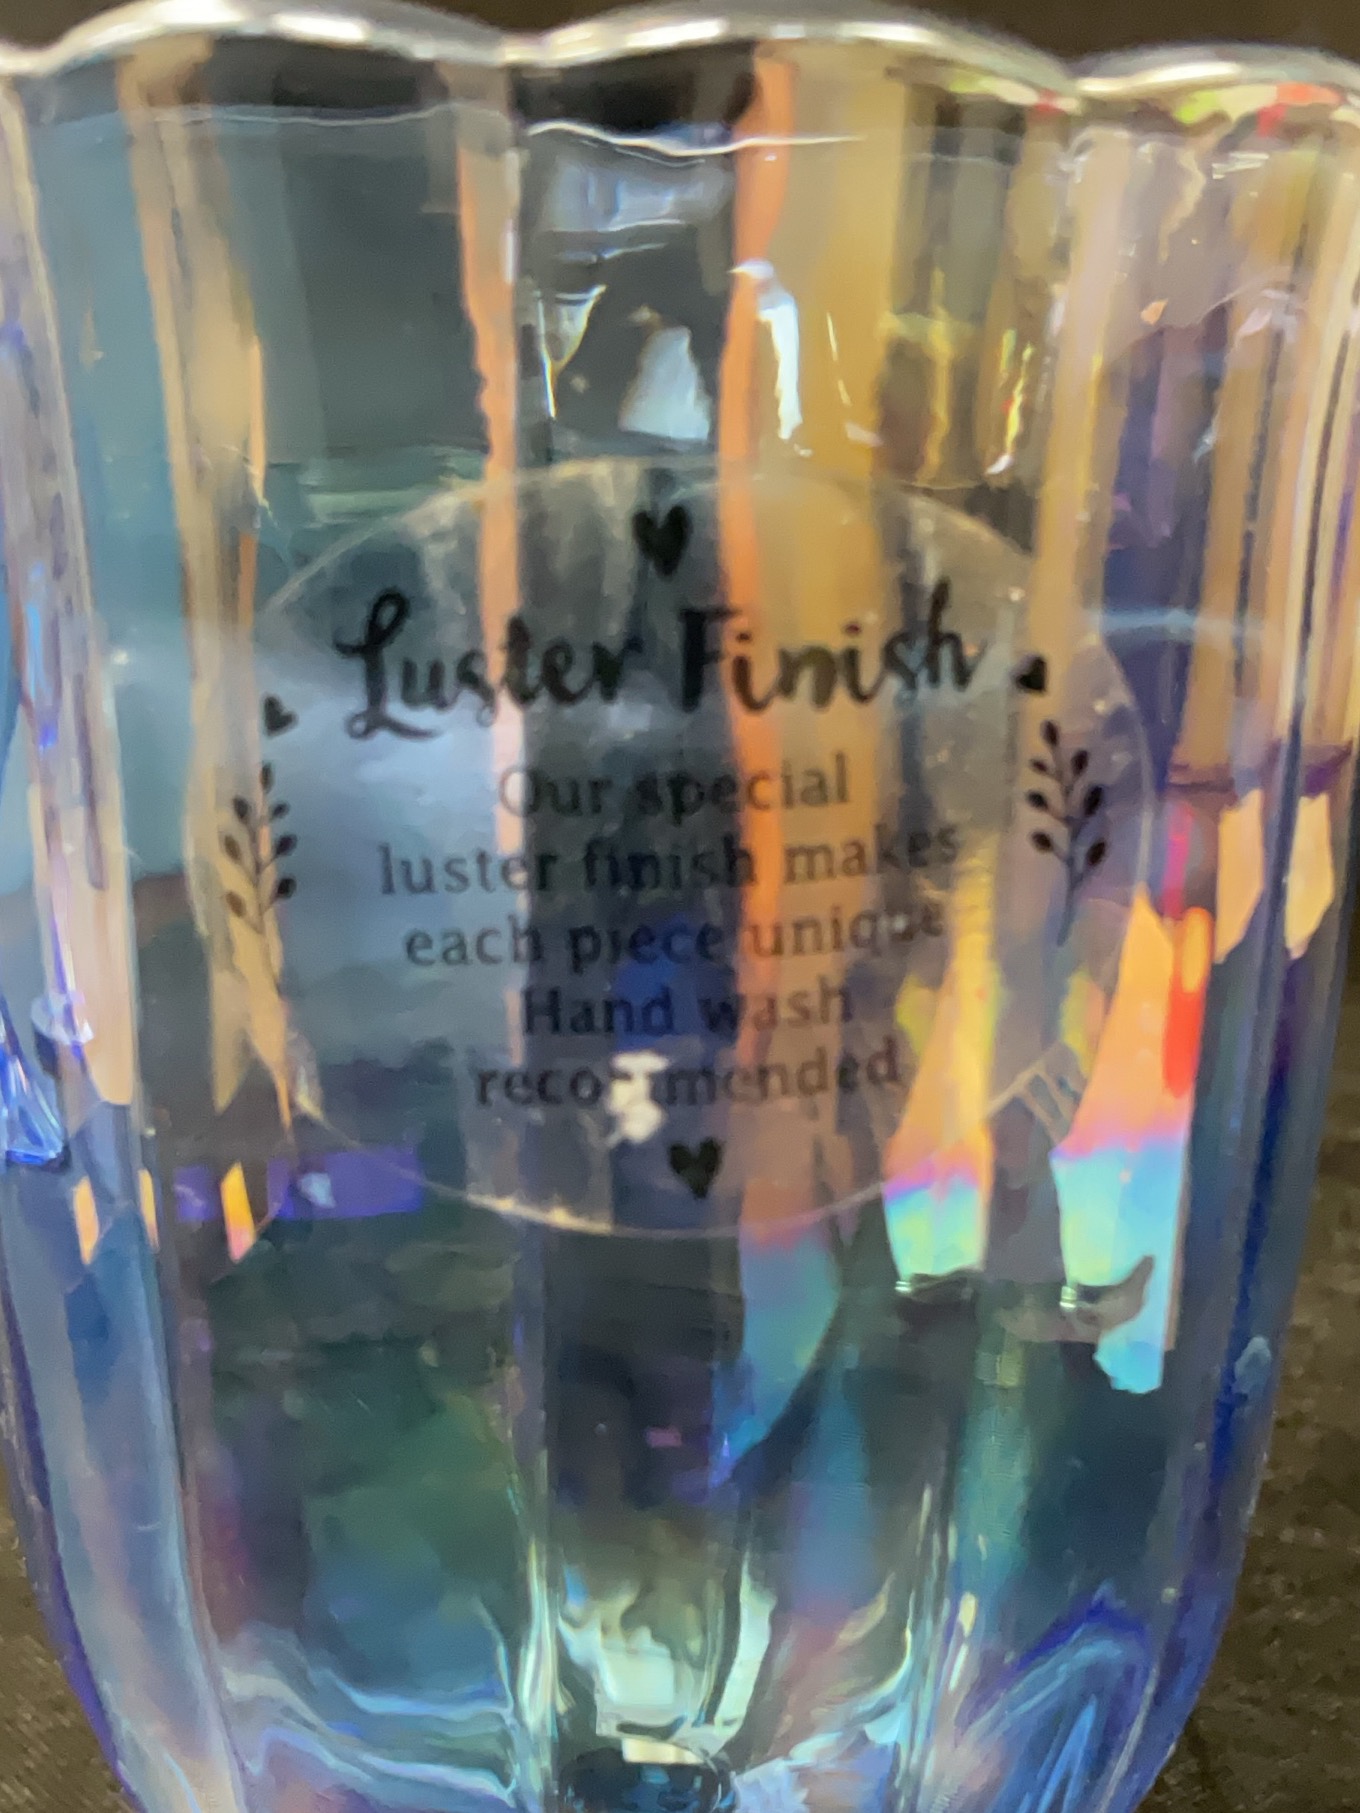 Luster Finish
Our special
luster finish makes
each piece unique
Hand wash
recommended